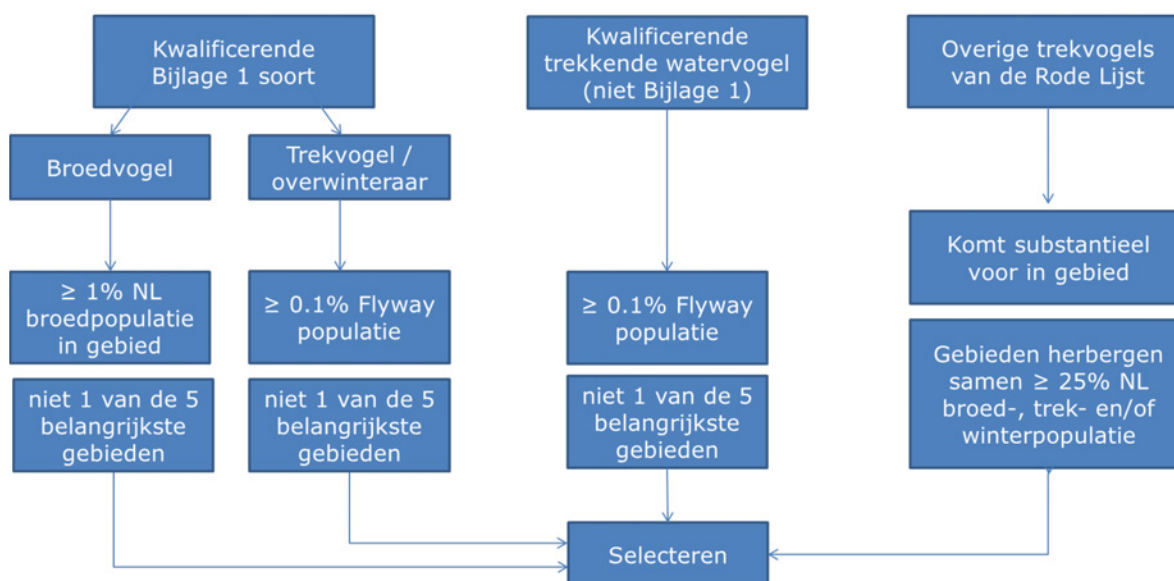 Kwalificerende
Bijlage 1 soort
Kwalificerende
trekkende watervogel
(niet Bijlage 1)
Overige trekvogels
van de Rode Lijst
Broedvogel
Trekvogel /
overwinteraar
Komt substantieel
voor in gebied
≥ 1% NL
broedpopulatie
in gebied
≥ 0.1% Flyway
populatie
≥ 0.1% Flyway
populatie
Gebieden herbergen
samen ≥ 25% NL
broed-, trek- en/of
winterpopulatie
niet 1 van de 5
belangrijkste
gebieden
niet 1 van de 5
belangrijkste
gebieden
niet 1 van de 5
belangrijkste
gebieden
Selecteren